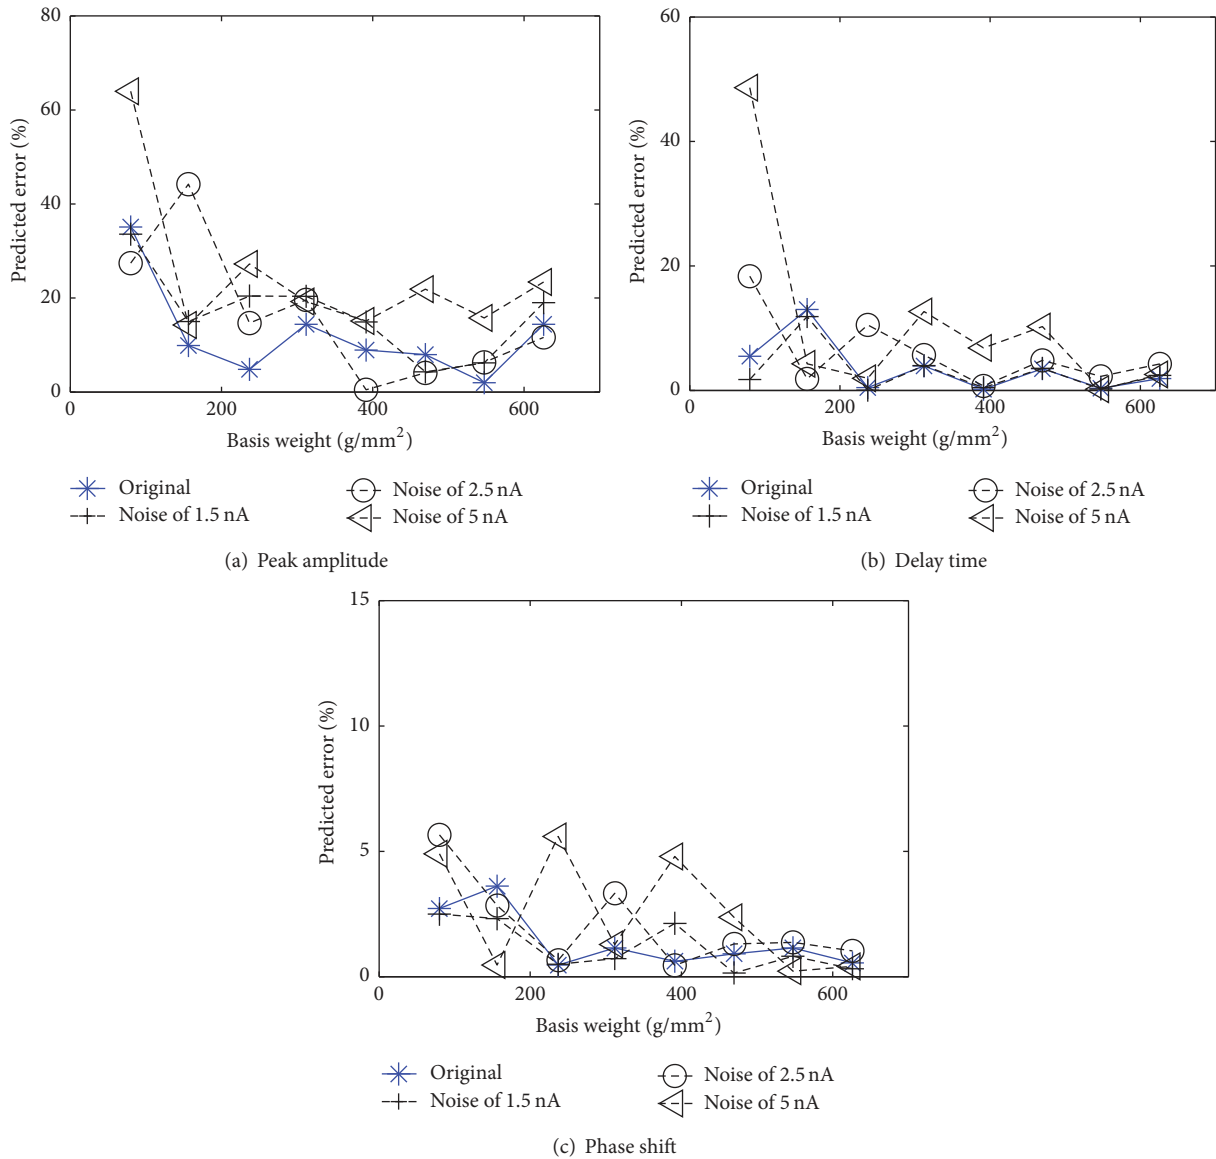 80
60
40
20
0
Predicted error (%)
0 200 400 600
Basis weight (g/mm²)
Original
Noise of 1.5 nA
Noise of 2.5 nA
Noise of 5 nA
(a) Peak amplitude
60
40
20
0
Predicted error (%)
0 200 400 600
Basis weight (g/mm²)
Original
Noise of 1.5 nA
Noise of 2.5 nA
Noise of 5 nA
(b) Delay time
15
10
5
0
Predicted error (%)
0 200 400 600
Basis weight (g/mm²)
Original
Noise of 1.5 nA
Noise of 2.5 nA
Noise of 5 nA
(c) Phase shift